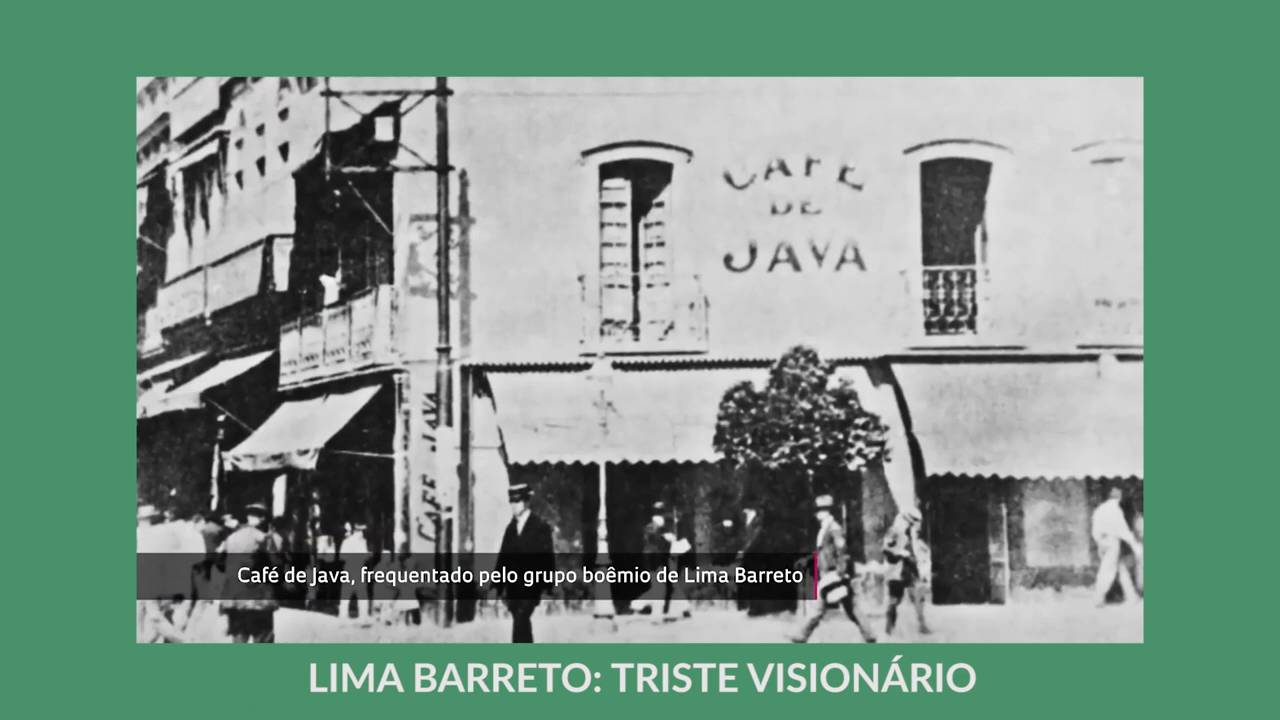 CAFE
DE
JAVA
CAFE JAVA
Café de Java, frequentado pelo grupo boêmio de Lima Barreto
LIMA BARRETO: TRISTE VISIONÁRIO